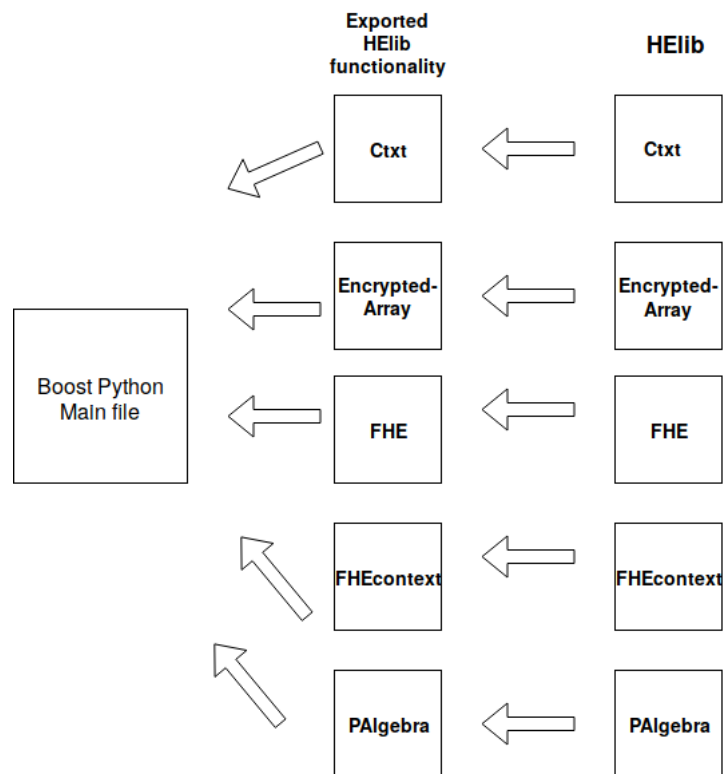 Exported
HElib
functionality
HElib
Ctxt
Ctxt
Encrypted-
Array
Encrypted-
Array
Boost Python
Main file
FHE
FHE
FHEcontext
FHEcontext
PAlgebra
PAlgebra